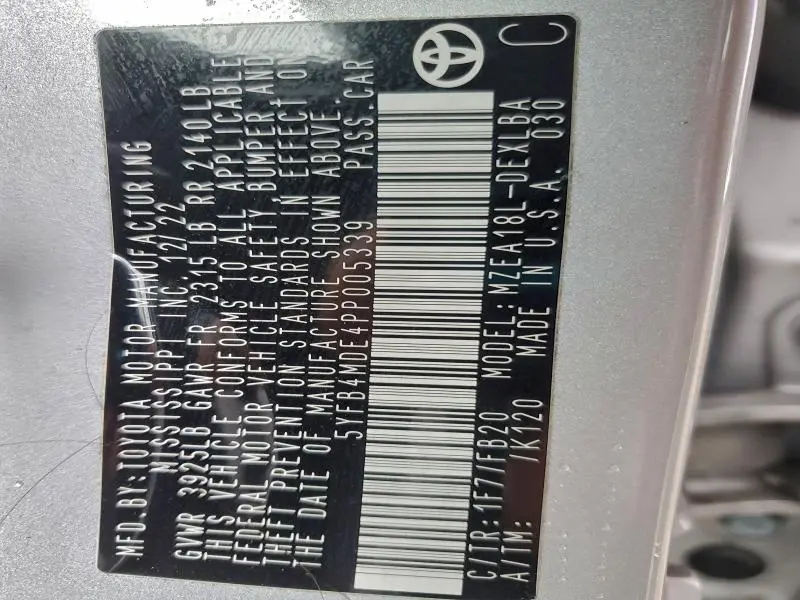 MFD.BY:TOYOTA MOTOR MANUFACTURING
MISSISSIPPI INC 12/22
GVWR 3925LB GAWR FR 2315 LB RR 2140LB
THIS VEHICLE CONFORMS TO ALL APPLICABLE
FEDERAL MOTOR VEHICLE SAFETY,BUMPER,AND
THEFT PREVENTION STANDARDS IN EFFECT ON
THE DATE OF MANUFACTURE SHOWN ABOVE.
5YFB4MDE4PP005339 PASS.CAR
C/TR:1F7/FB20 MODEL:MZEA18L-DEXLBA
A/TM: /K120 MADE IN U.S.A. 030
C